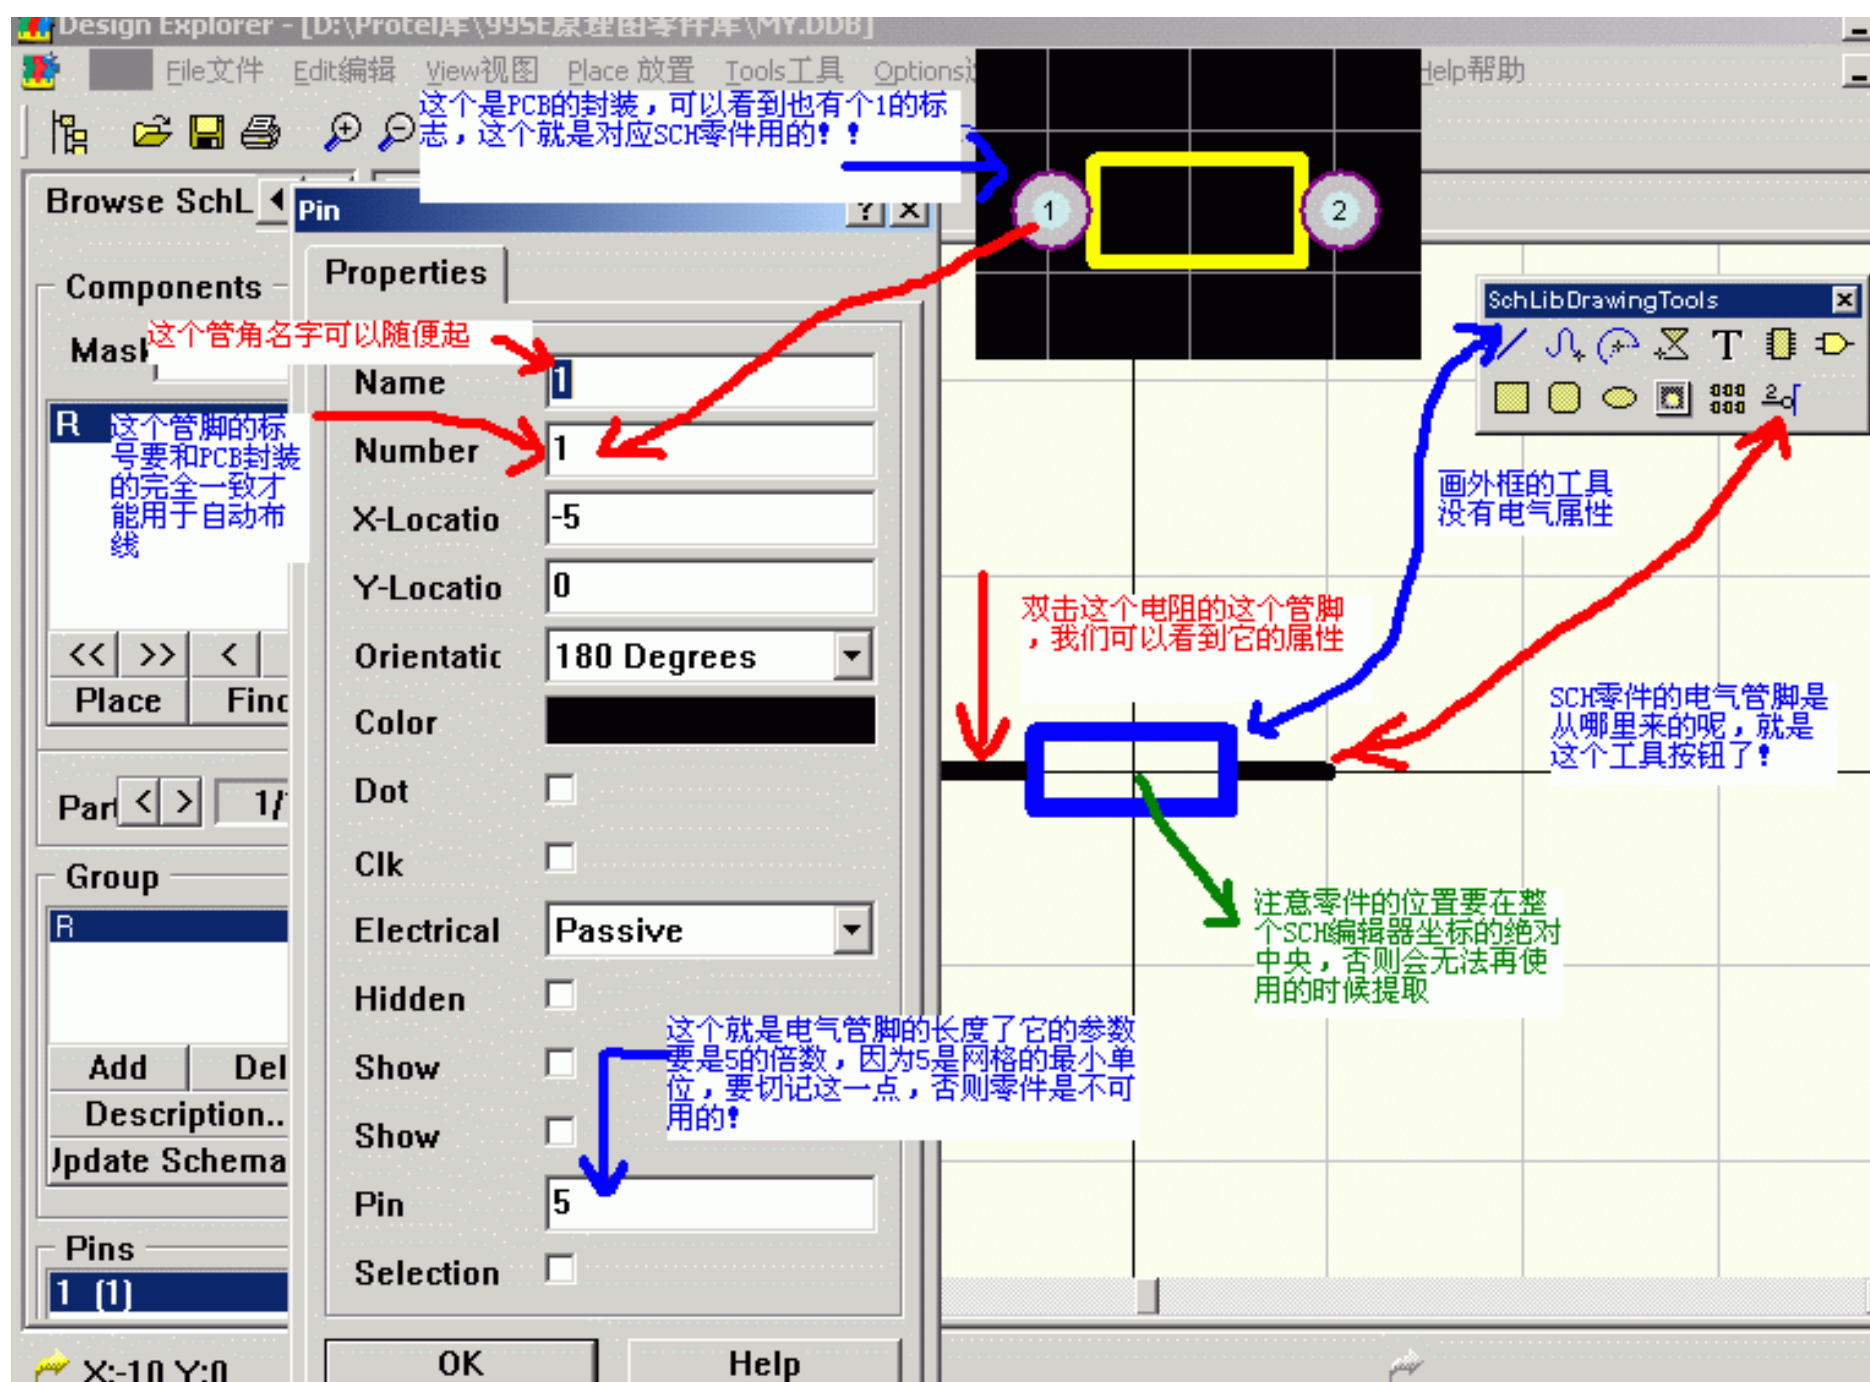 Design Explorer - [D:\Protel库\99SE原理图零件库\MY.DDB]
File文件 Edit编辑 View视图 Place 放置 Tools工具 Options
Help帮助
这个是PCB的封装，可以看到也有个1的标
志，这个就是对应SCH零件用的！！
1
2
Browse SchL
Pin
? X
Properties
Components
这个管角名字可以随便起
Mask
Name
1
R
这个管脚的标
号要和PCB封装
的完全一致才
能用于自动布
线
Number
1
X-Locatio
-5
Y-Locatio
0
Orientatic
180 Degrees
Color
Dot
Clk
Electrical
Passive
Hidden
Show
Show
Pin
5
Selection
OK
Help
<< >> <
Place
Find
Part
< >
1/
Group
R
Add
Del
Description..
Update Schema
Pins
1 (1)
X:-10 Y:0
这个就是电气管脚的长度了它的参数
要是5的倍数，因为5是网格的最小单
位，要切记这一点，否则零件是不可
用的！
SchLibDrawingTools
T
画外框的工具
没有电气属性
双击这个电阻的这个管脚
，我们可以看到它的属性
SCH零件的电气管脚是
从哪里来的呢，就是
这个工具按钮了！
注意零件的位置要在整
个SCH编辑器坐标的绝对
中央，否则会无法再使
用的时候提取